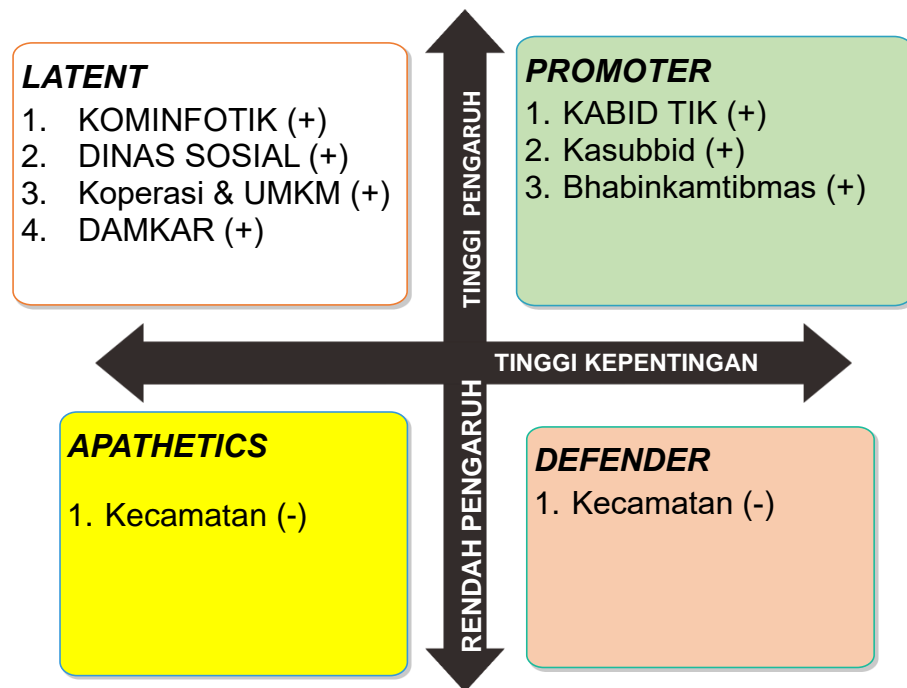 LATENT
1. KOMINFOTIK (+)
2. DINAS SOSIAL (+)
3. Koperasi & UMKM (+)
4. DAMKAR (+)
TINGGI PENGARUH
PROMOTER
1. KABID TIK (+)
2. Kasubbid (+)
3. Bhabinkamtibmas (+)
TINGGI KEPENTINGAN
APATHETICS
1. Kecamatan (-)
RENDAH PENGARUH
DEFENDER
1. Kecamatan (-)